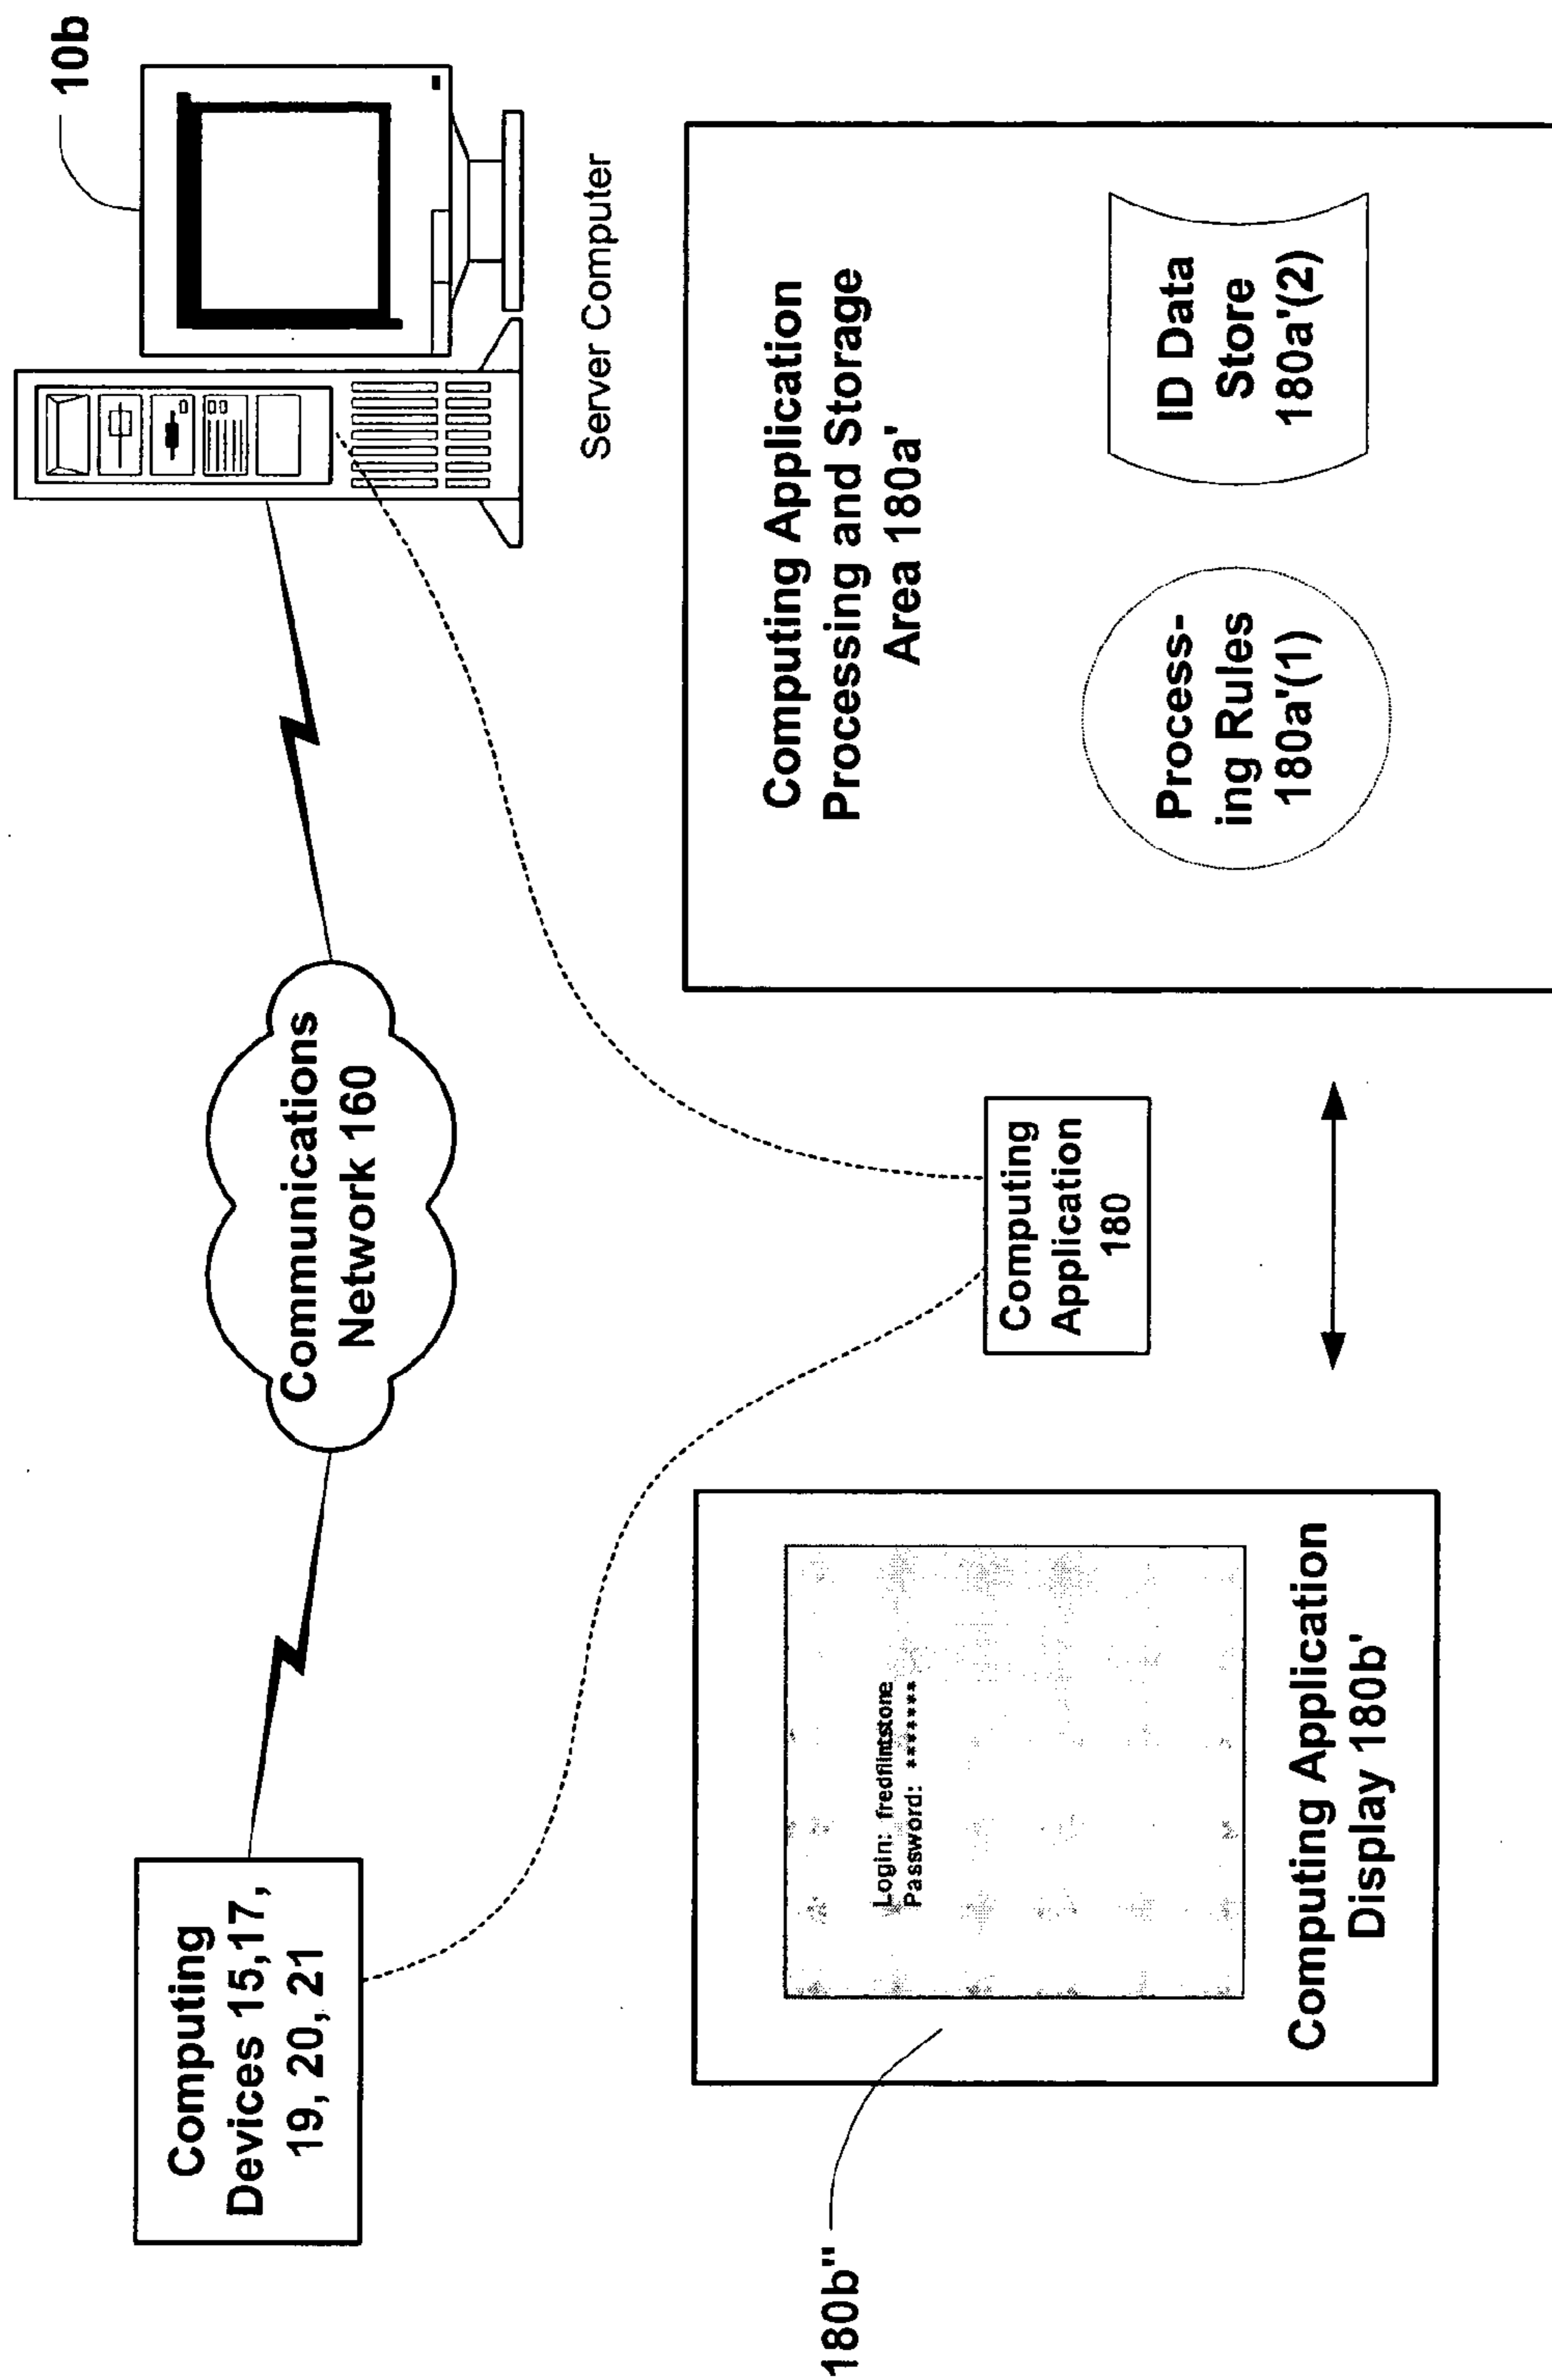 10b
Computing
Devices 15,17,
19, 20, 21
Communications
Network 160
Server Computer
Computing
Application
180
180b"
Login: fredflintstone
Password: *******
Computing Application
Display 180b'
Computing Application
Processing and Storage
Area 180a'
Process-
ing Rules
180a'(1)
ID Data
Store
180a'(2)